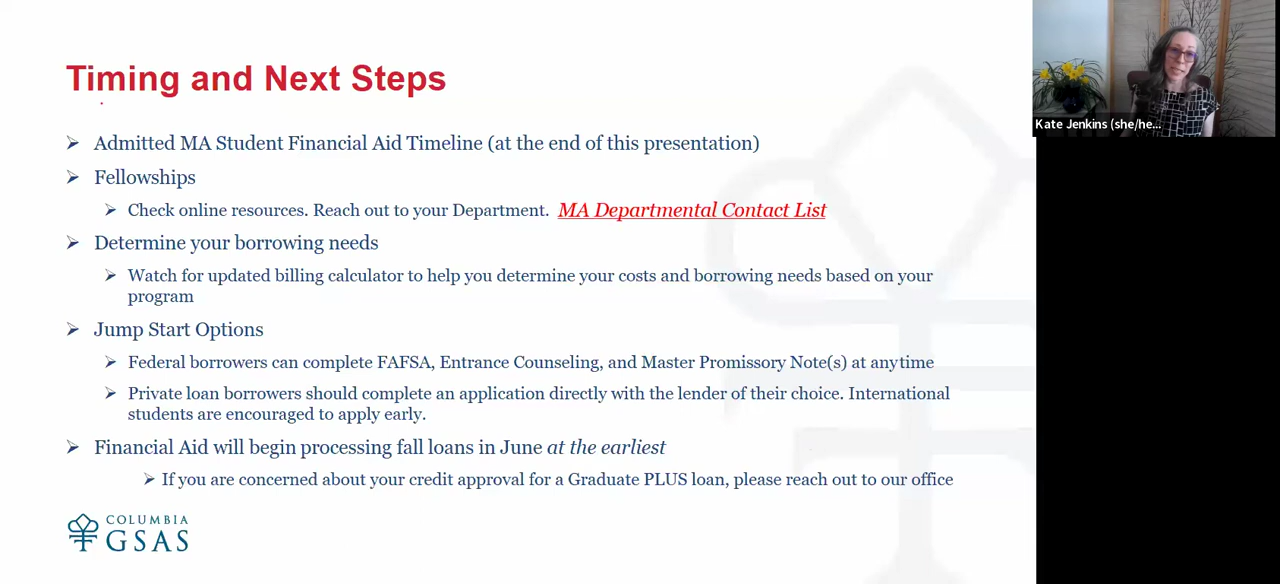 Timing and Next Steps
Admitted MA Student Financial Aid Timeline (at the end of this presentation)
Fellowships
Check online resources. Reach out to your Department. MA Departmental Contact List
Determine your borrowing needs
Watch for updated billing calculator to help you determine your costs and borrowing needs based on your
program
Jump Start Options
Federal borrowers can complete FAFSA, Entrance Counseling, and Master Promissory Note(s) at anytime
Private loan borrowers should complete an application directly with the lender of their choice. International
students are encouraged to apply early.
Financial Aid will begin processing fall loans in June at the earliest
If you are concerned about your credit approval for a Graduate PLUS loan, please reach out to our office
COLUMBIA
GSAS
Kate Jenkins (she/he...